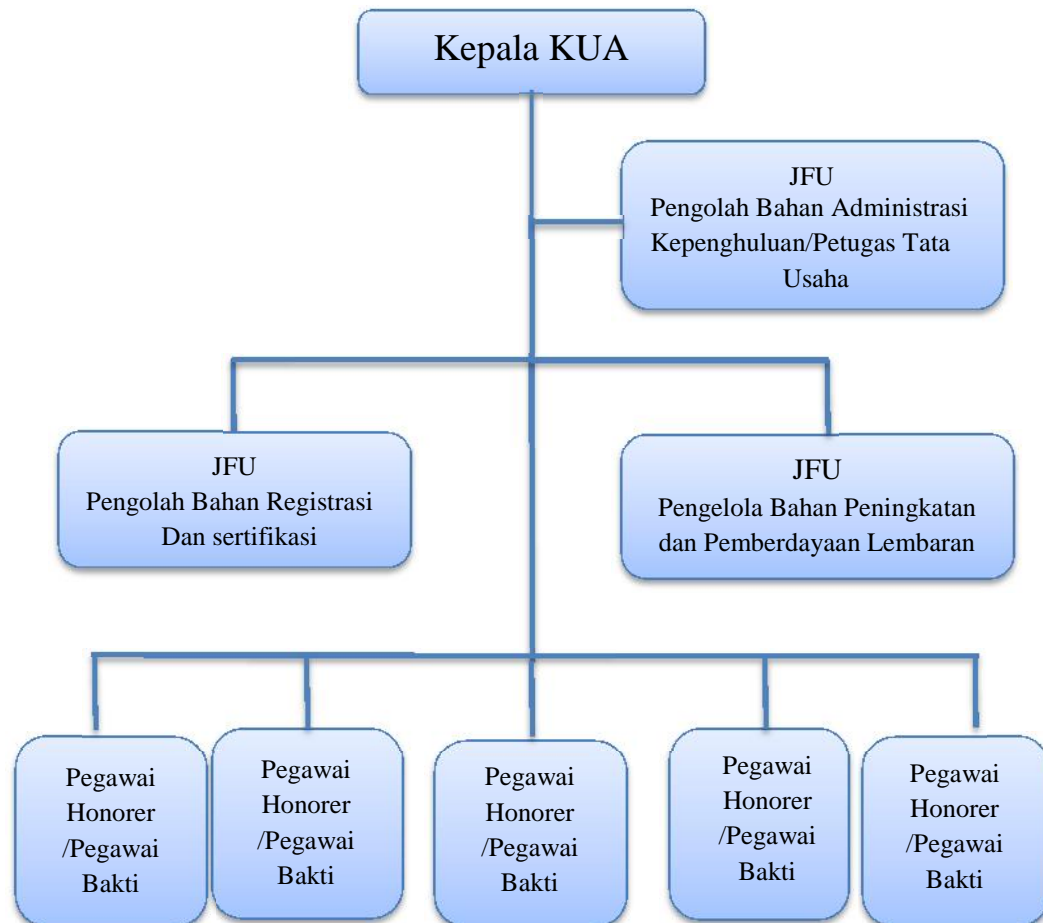 Kepala KUA
JFU
Pengolah Bahan Administrasi
Kepenghuluan/Petugas Tata
Usaha
JFU
Pengolah Bahan Registrasi
Dan sertifikasi
JFU
Pengelola Bahan Peningkatan
dan Pemberdayaan Lembaran
Pegawai
Honorer
/Pegawai
Bakti
Pegawai
Honorer
/Pegawai
Bakti
Pegawai
Honorer
/Pegawai
Bakti
Pegawai
Honorer
/Pegawai
Bakti
Pegawai
Honorer
/Pegawai
Bakti